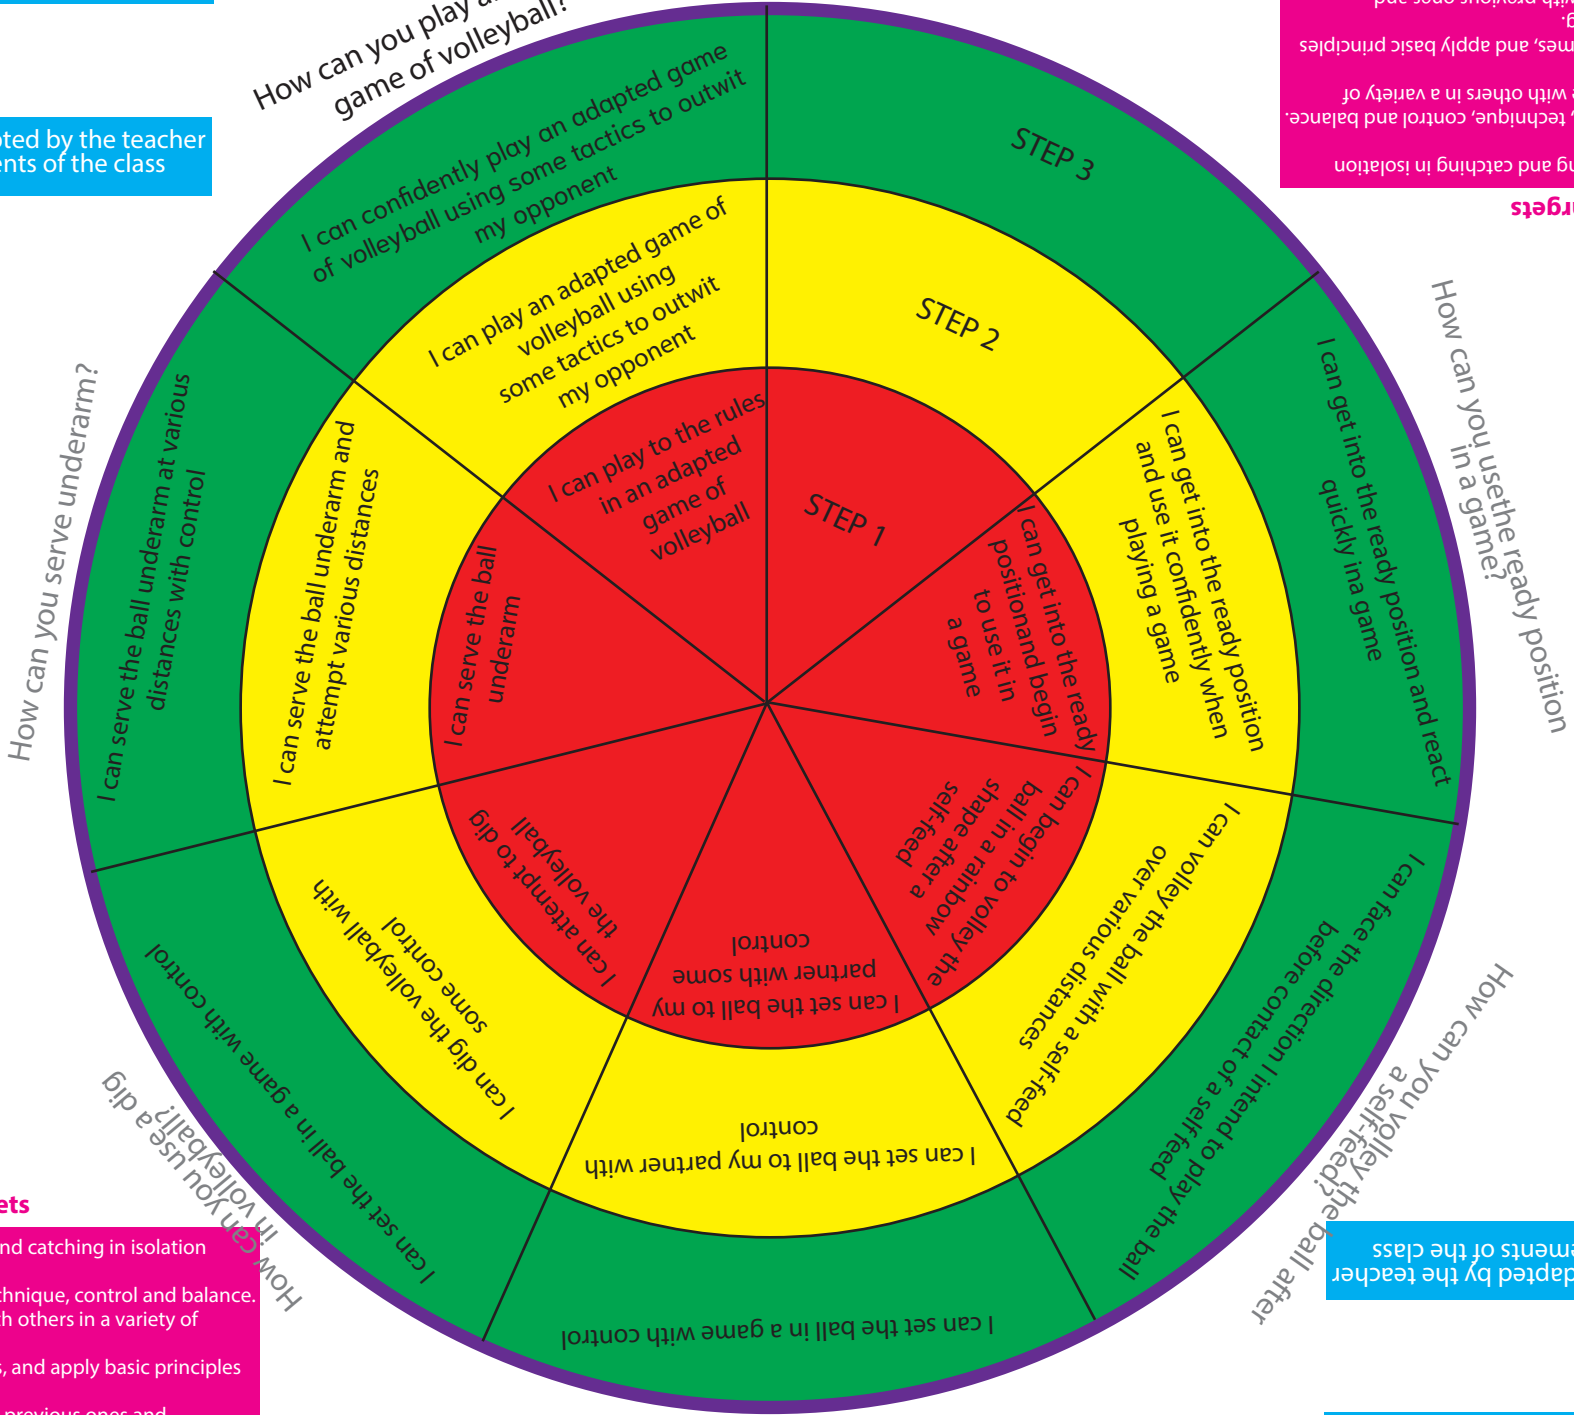 How can you play
game of volleyball?
pted by the teacher
ents of the class
with previous ones and
g.
mes, and apply basic principles
e with others in a variety of
, technique, control and balance.
ng and catching in isolation
rgets
STEP 3
STEP 2
STEP 1
I can confidently play an adapted game
of volleyball using some tactics to outwit
my opponent
I can play an adapted game of
volleyball using
some tactics to outwit
my opponent
I can play to the rules
in an adapted
game of
volleyball
How can you usethe ready position
in a game?
I can get into the ready position and react
quickly ina game
I can get into the ready position
and use it confidently when
playing a game
I can get into the ready
positionand begin
to use it in
a game
How can you volley the ball after
a self-feed?
I can face the direction I intend to play the ball
before contact of a self feed
I can volley the ball with a self-feed
over various distances
I can begin to volley the
ball in a rainbow
shape after a
self-feed
I can set the ball in a game with control
I can set the ball to my partner with
control
I can set the ball to my
partner with some
control
How can you use a dig
in volleyball?
I can set the ball in a game with control
I can dig the volleyball with
some control
I can attempt to dig
the volleyball
How can you serve underarm?
I can serve the ball underarm at various
distances with control
I can serve the ball underarm and
attempt various distances
I can serve the ball
underarm
ets
nd catching in isolation
chnique, control and balance.
th others in a variety of
s, and apply basic principles
previous ones and
dapted by the teacher
ements of the class